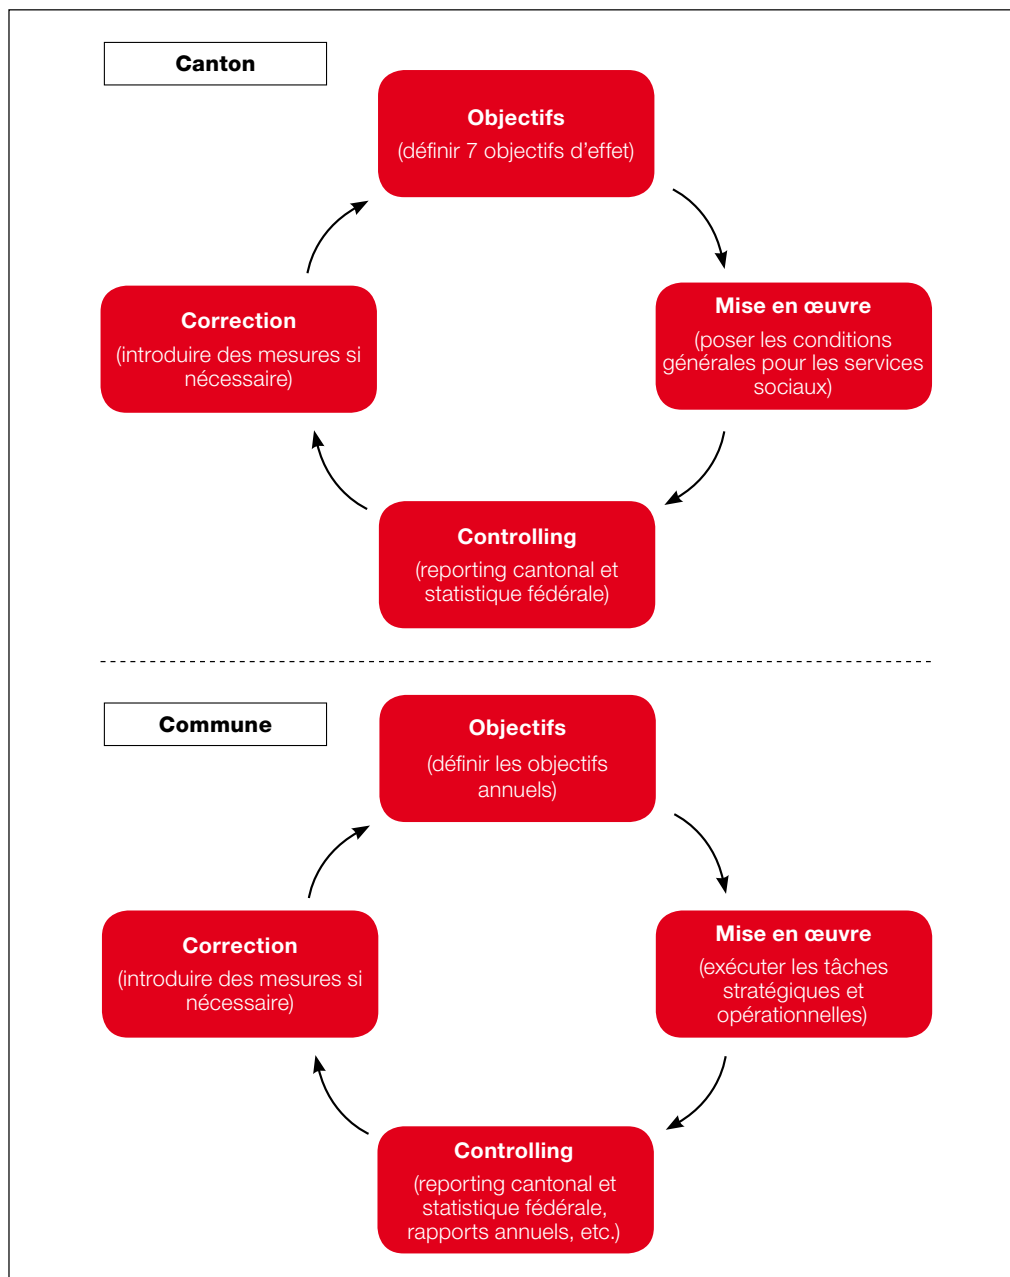 Canton
Objectifs
(définir 7 objectifs d'effet)
Correction
(introduire des mesures si
nécessaire)
Mise en œuvre
(poser les conditions
générales pour les services
sociaux)
Controlling
(reporting cantonal et
statistique fédérale)
Commune
Objectifs
(définir les objectifs
annuels)
Correction
(introduire des mesures si
nécessaire)
Mise en œuvre
(exécuter les tâches
stratégiques et
opérationnelles)
Controlling
(reporting cantonal et
statistique fédérale,
rapports annuels, etc.)